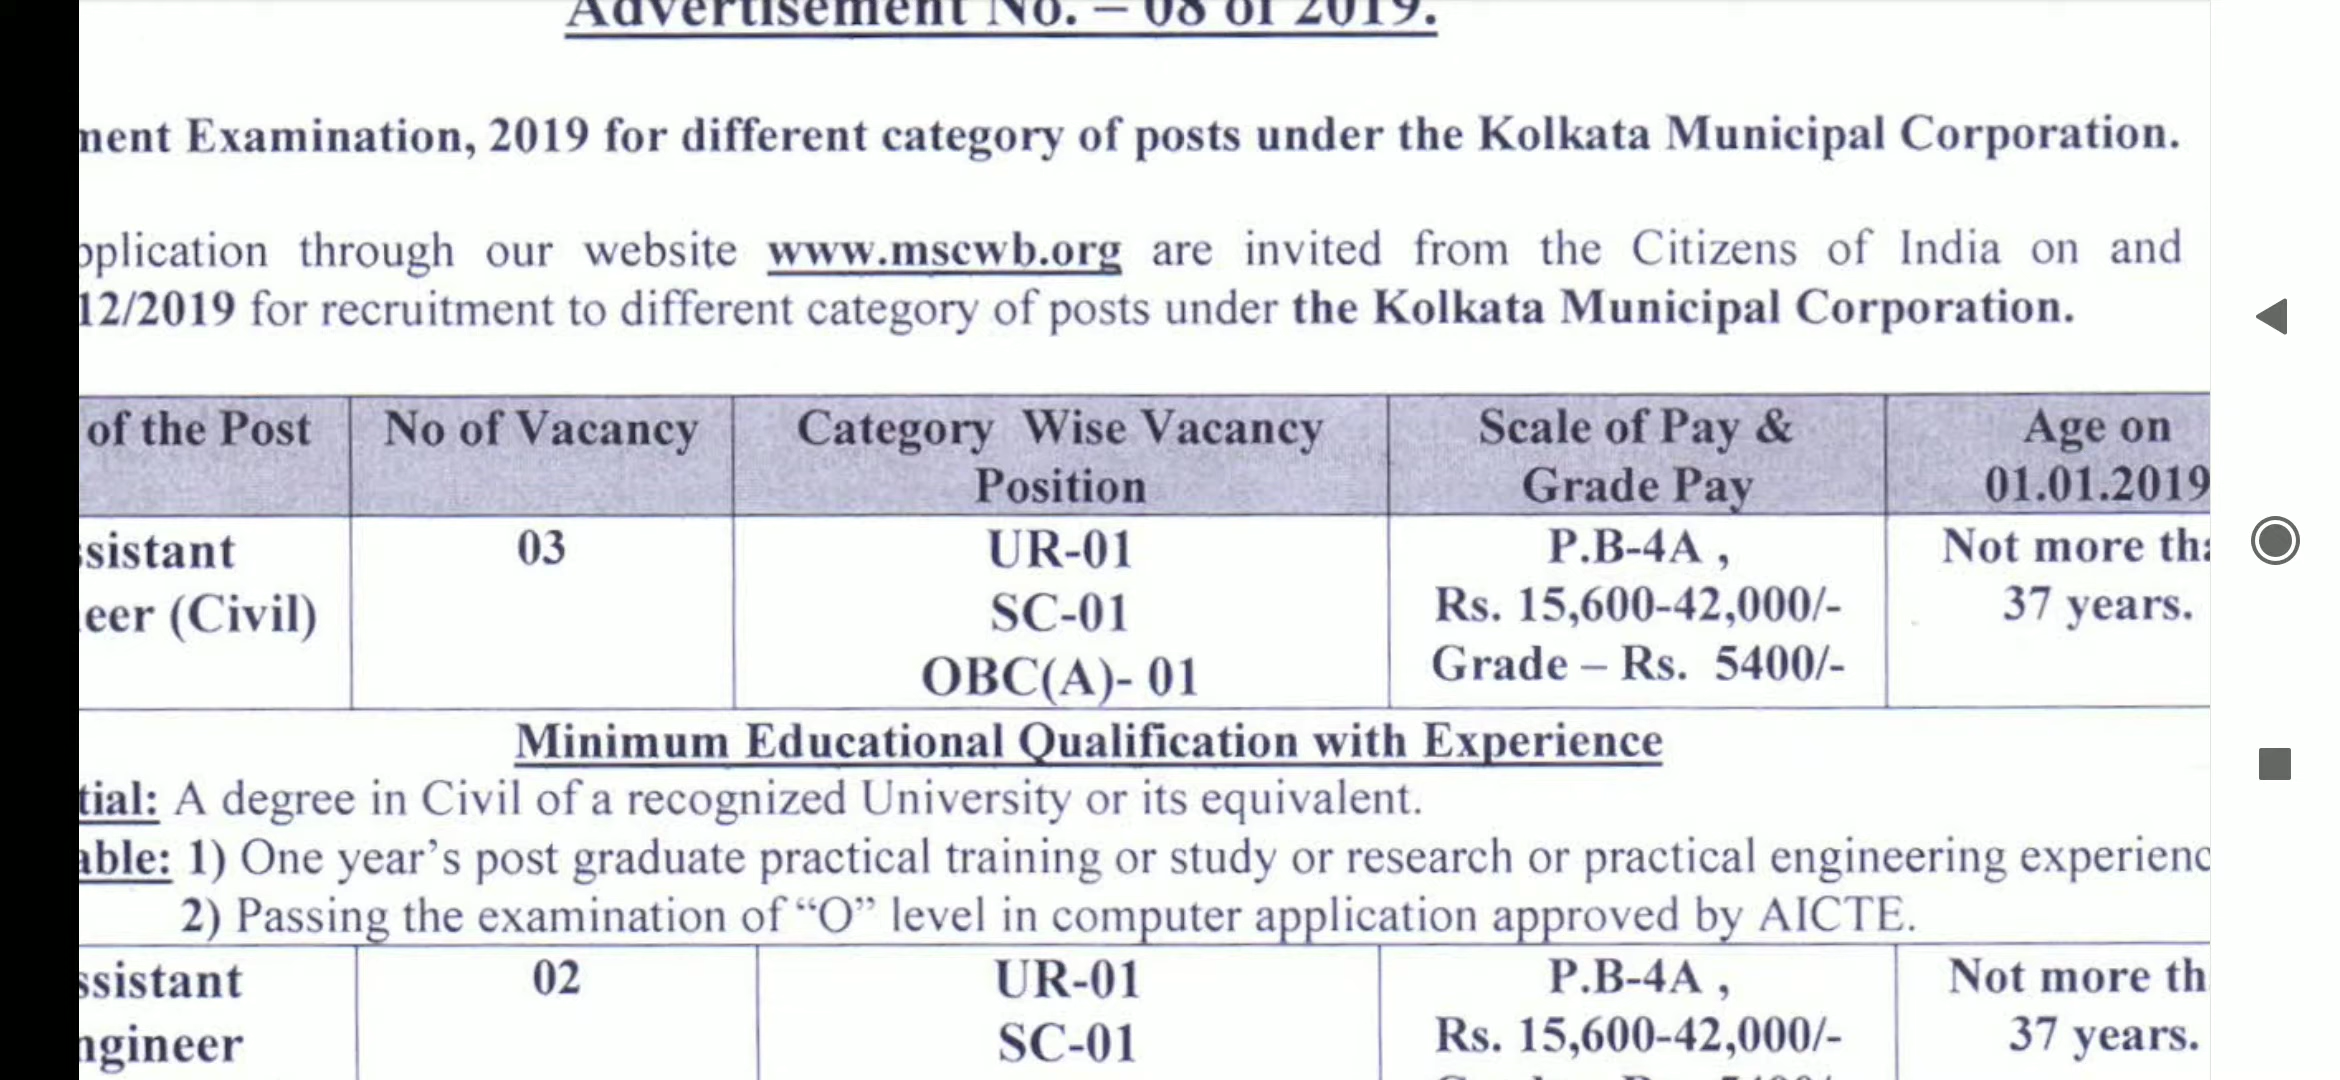 Advertisement No. – 08 of 2019.
ment Examination, 2019 for different category of posts under the Kolkata Municipal Corporation.
pplication through our website www.mscwb.org are invited from the Citizens of India on and
12/2019 for recruitment to different category of posts under the Kolkata Municipal Corporation.
of the Post No of Vacancy Category Wise Vacancy Scale of Pay & Age on
Position Grade Pay 01.01.2019
ssistant 03 UR-01 P.B-4A , Not more tha
eer (Civil) SC-01 Rs. 15,600-42,000/- 37 years.
OBC(A)- 01 Grade – Rs. 5400/-
Minimum Educational Qualification with Experience
tial: A degree in Civil of a recognized University or its equivalent.
able: 1) One year’s post graduate practical training or study or research or practical engineering experienc
2) Passing the examination of “O” level in computer application approved by AICTE.
ssistant 02 UR-01 P.B-4A , Not more th
ngineer SC-01 Rs. 15,600-42,000/- 37 years.